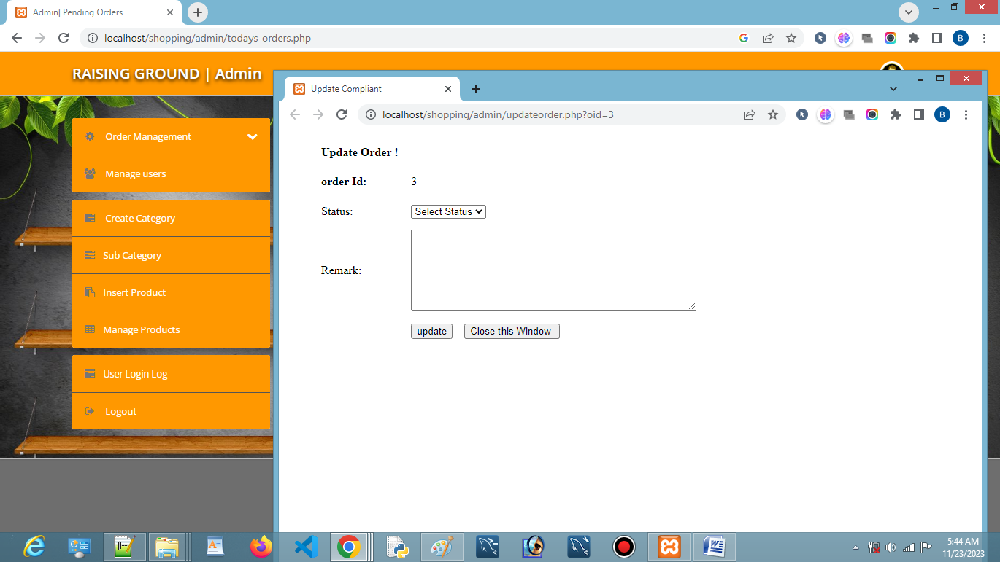 Admin| Pending Orders
localhost/shopping/admin/todays-orders.php
B
RAISING GROUND | Admin
Order Management
Manage users
Create Category
Sub Category
Insert Product
Manage Products
User Login Log
Logout
Update Compliant
localhost/shopping/admin/updateorder.php?oid=3
B
Update Order !
order Id: 3
Status: Select Status
Remark:
update Close this Window
5:44 AM
11/23/2023